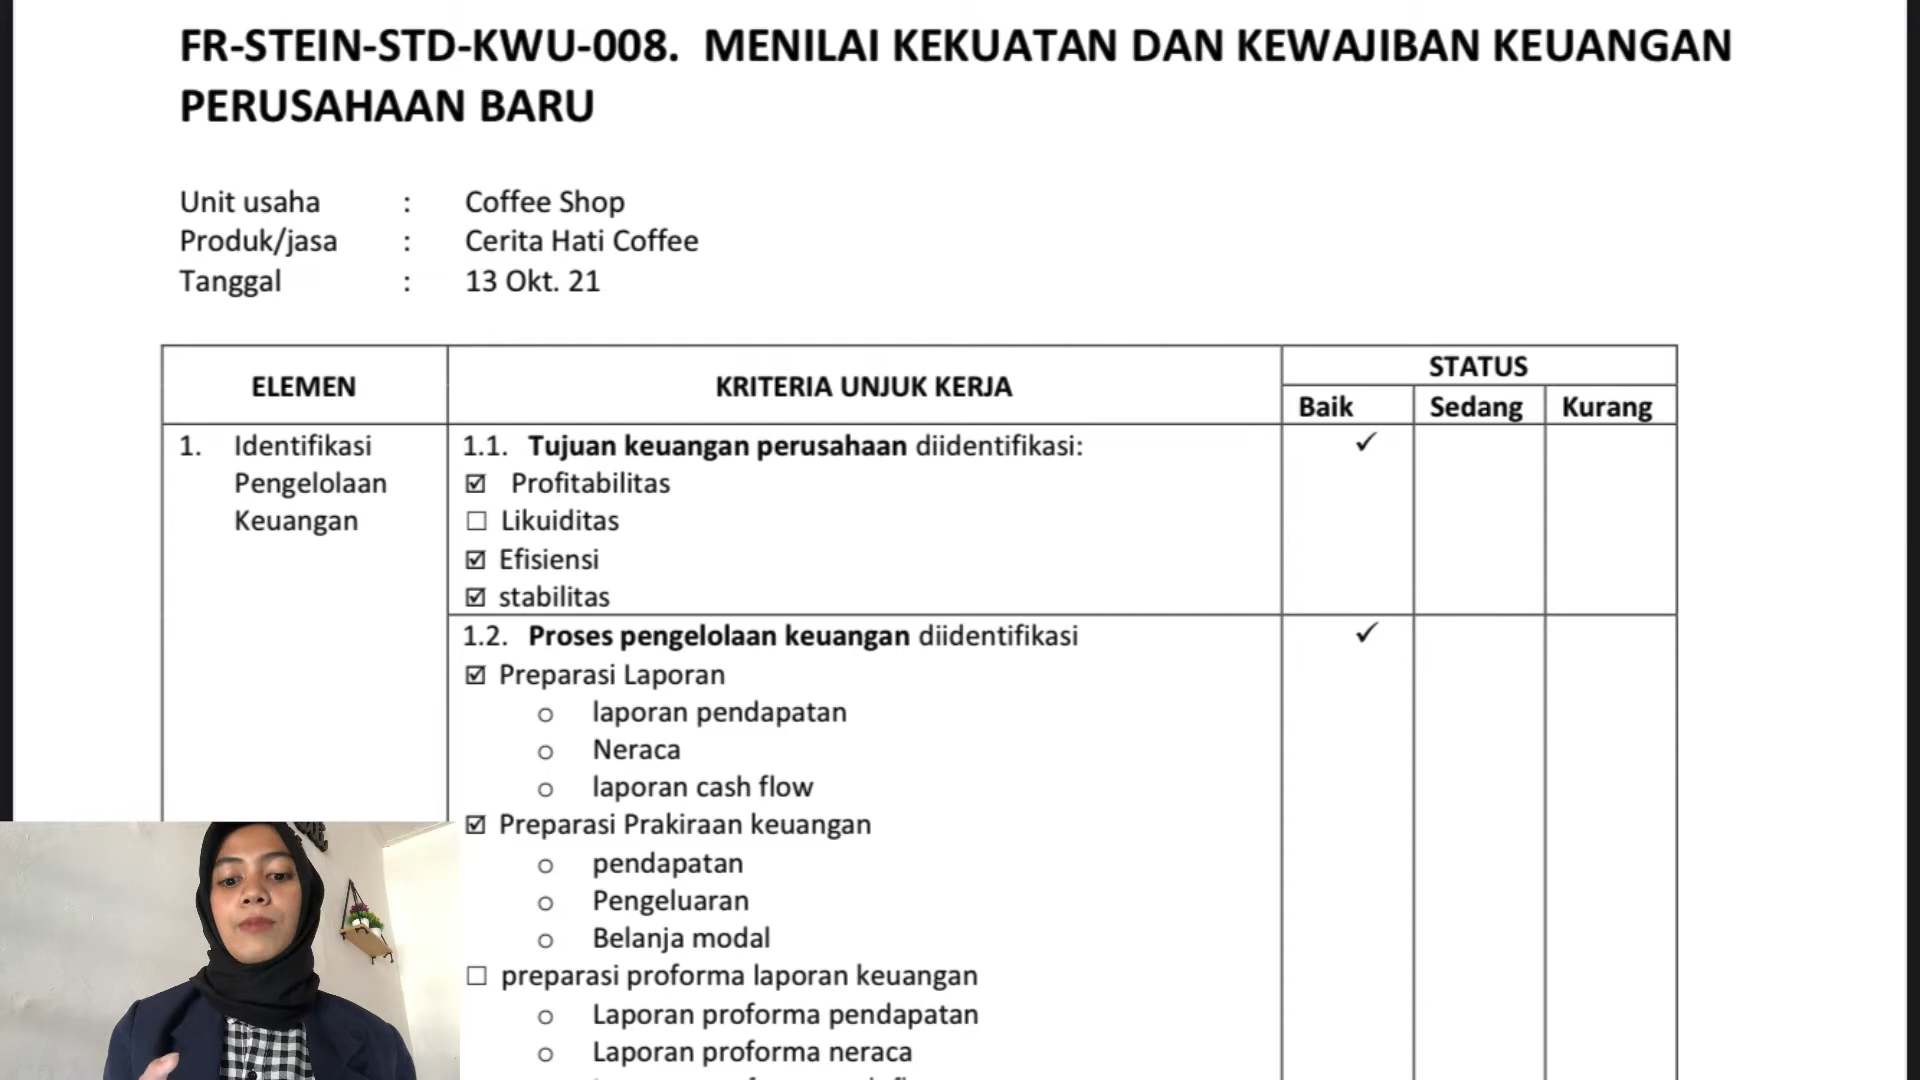 FR-STEIN-STD-KWU-008. MENILAI KEKUATAN DAN KEWAJIBAN KEUANGAN
PERUSAHAAN BARU
Unit usaha : Coffee Shop
Produk/jasa : Cerita Hati Coffee
Tanggal : 13 Okt. 21
ELEMEN
KRITERIA UNJUK KERJA
STATUS
Baik Sedang Kurang
1. Identifikasi
Pengelolaan
Keuangan
1.1. Tujuan keuangan perusahaan diidentifikasi: ✓
☑ Profitabilitas
☐ Likuiditas
☑ Efisiensi
☑ stabilitas
1.2. Proses pengelolaan keuangan diidentifikasi ✓
☑ Preparasi Laporan
o laporan pendapatan
o Neraca
o laporan cash flow
☑ Preparasi Prakiraan keuangan
o pendapatan
o Pengeluaran
o Belanja modal
☐ preparasi proforma laporan keuangan
o Laporan proforma pendapatan
o Laporan proforma neraca